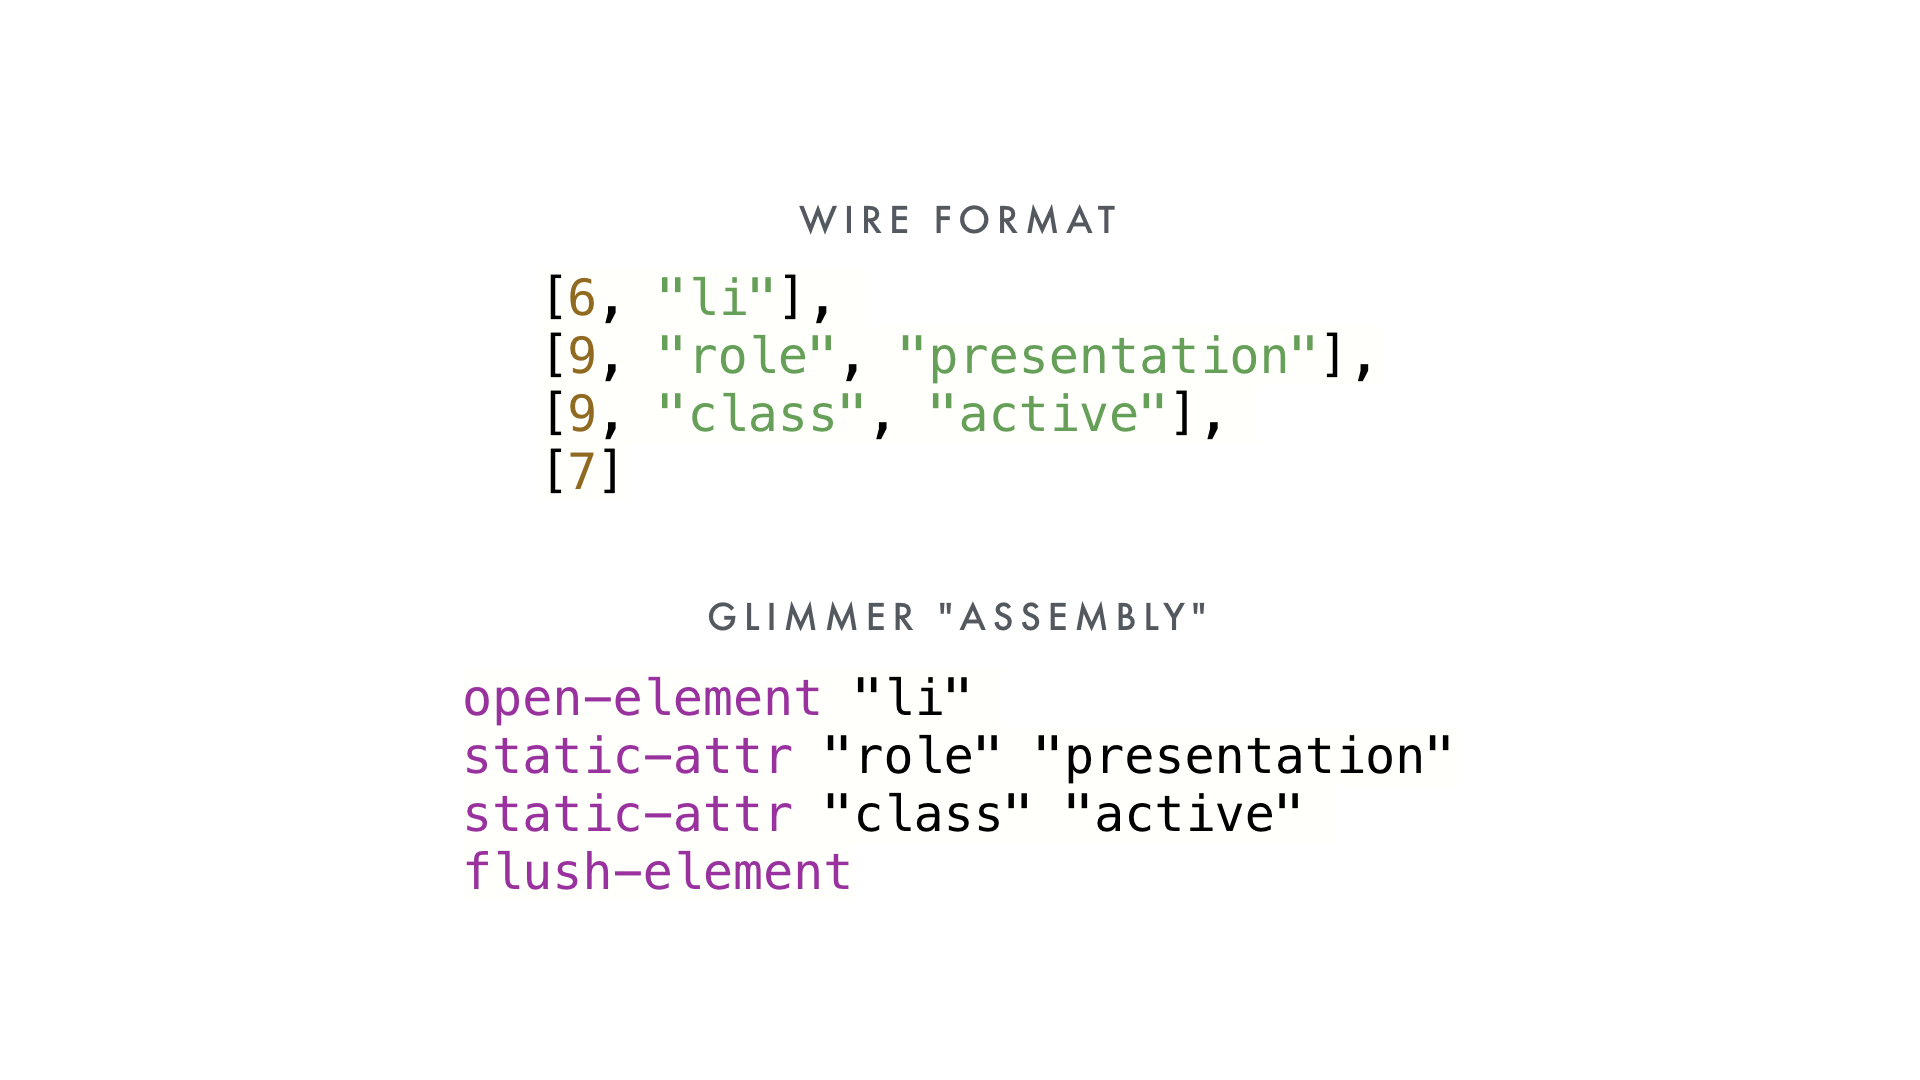 WIRE FORMAT
[6, "li"],
[9, "role", "presentation"],
[9, "class", "active"],
[7]
GLIMMER "ASSEMBLY"
open-element "li"
static-attr "role" "presentation"
static-attr "class" "active"
flush-element